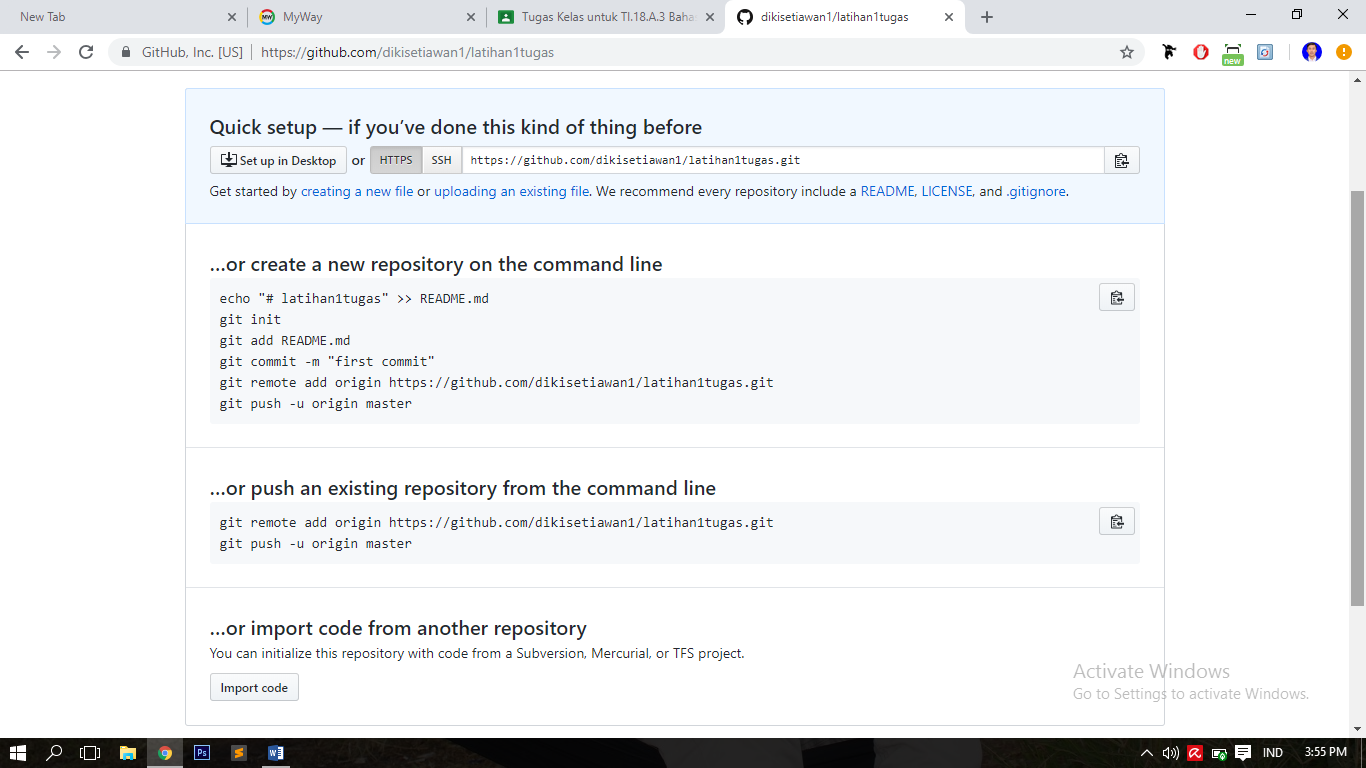 New Tab
MyWay
Tugas Kelas untuk TI.18.A.3 Baha
dikisetiawan1/latihan1tugas
GitHub, Inc. [US]
https://github.com/dikisetiawan1/latihan1tugas
new
Quick setup — if you’ve done this kind of thing before
Set up in Desktop or HTTPS SSH https://github.com/dikisetiawan1/latihan1tugas.git
Get started by creating a new file or uploading an existing file. We recommend every repository include a README, LICENSE, and .gitignore.
…or create a new repository on the command line
echo "# latihan1tugas" >> README.md
git init
git add README.md
git commit -m "first commit"
git remote add origin https://github.com/dikisetiawan1/latihan1tugas.git
git push -u origin master
…or push an existing repository from the command line
git remote add origin https://github.com/dikisetiawan1/latihan1tugas.git
git push -u origin master
…or import code from another repository
You can initialize this repository with code from a Subversion, Mercurial, or TFS project.
Import code
Activate Windows
Go to Settings to activate Windows.
Ps
IND
3:55 PM